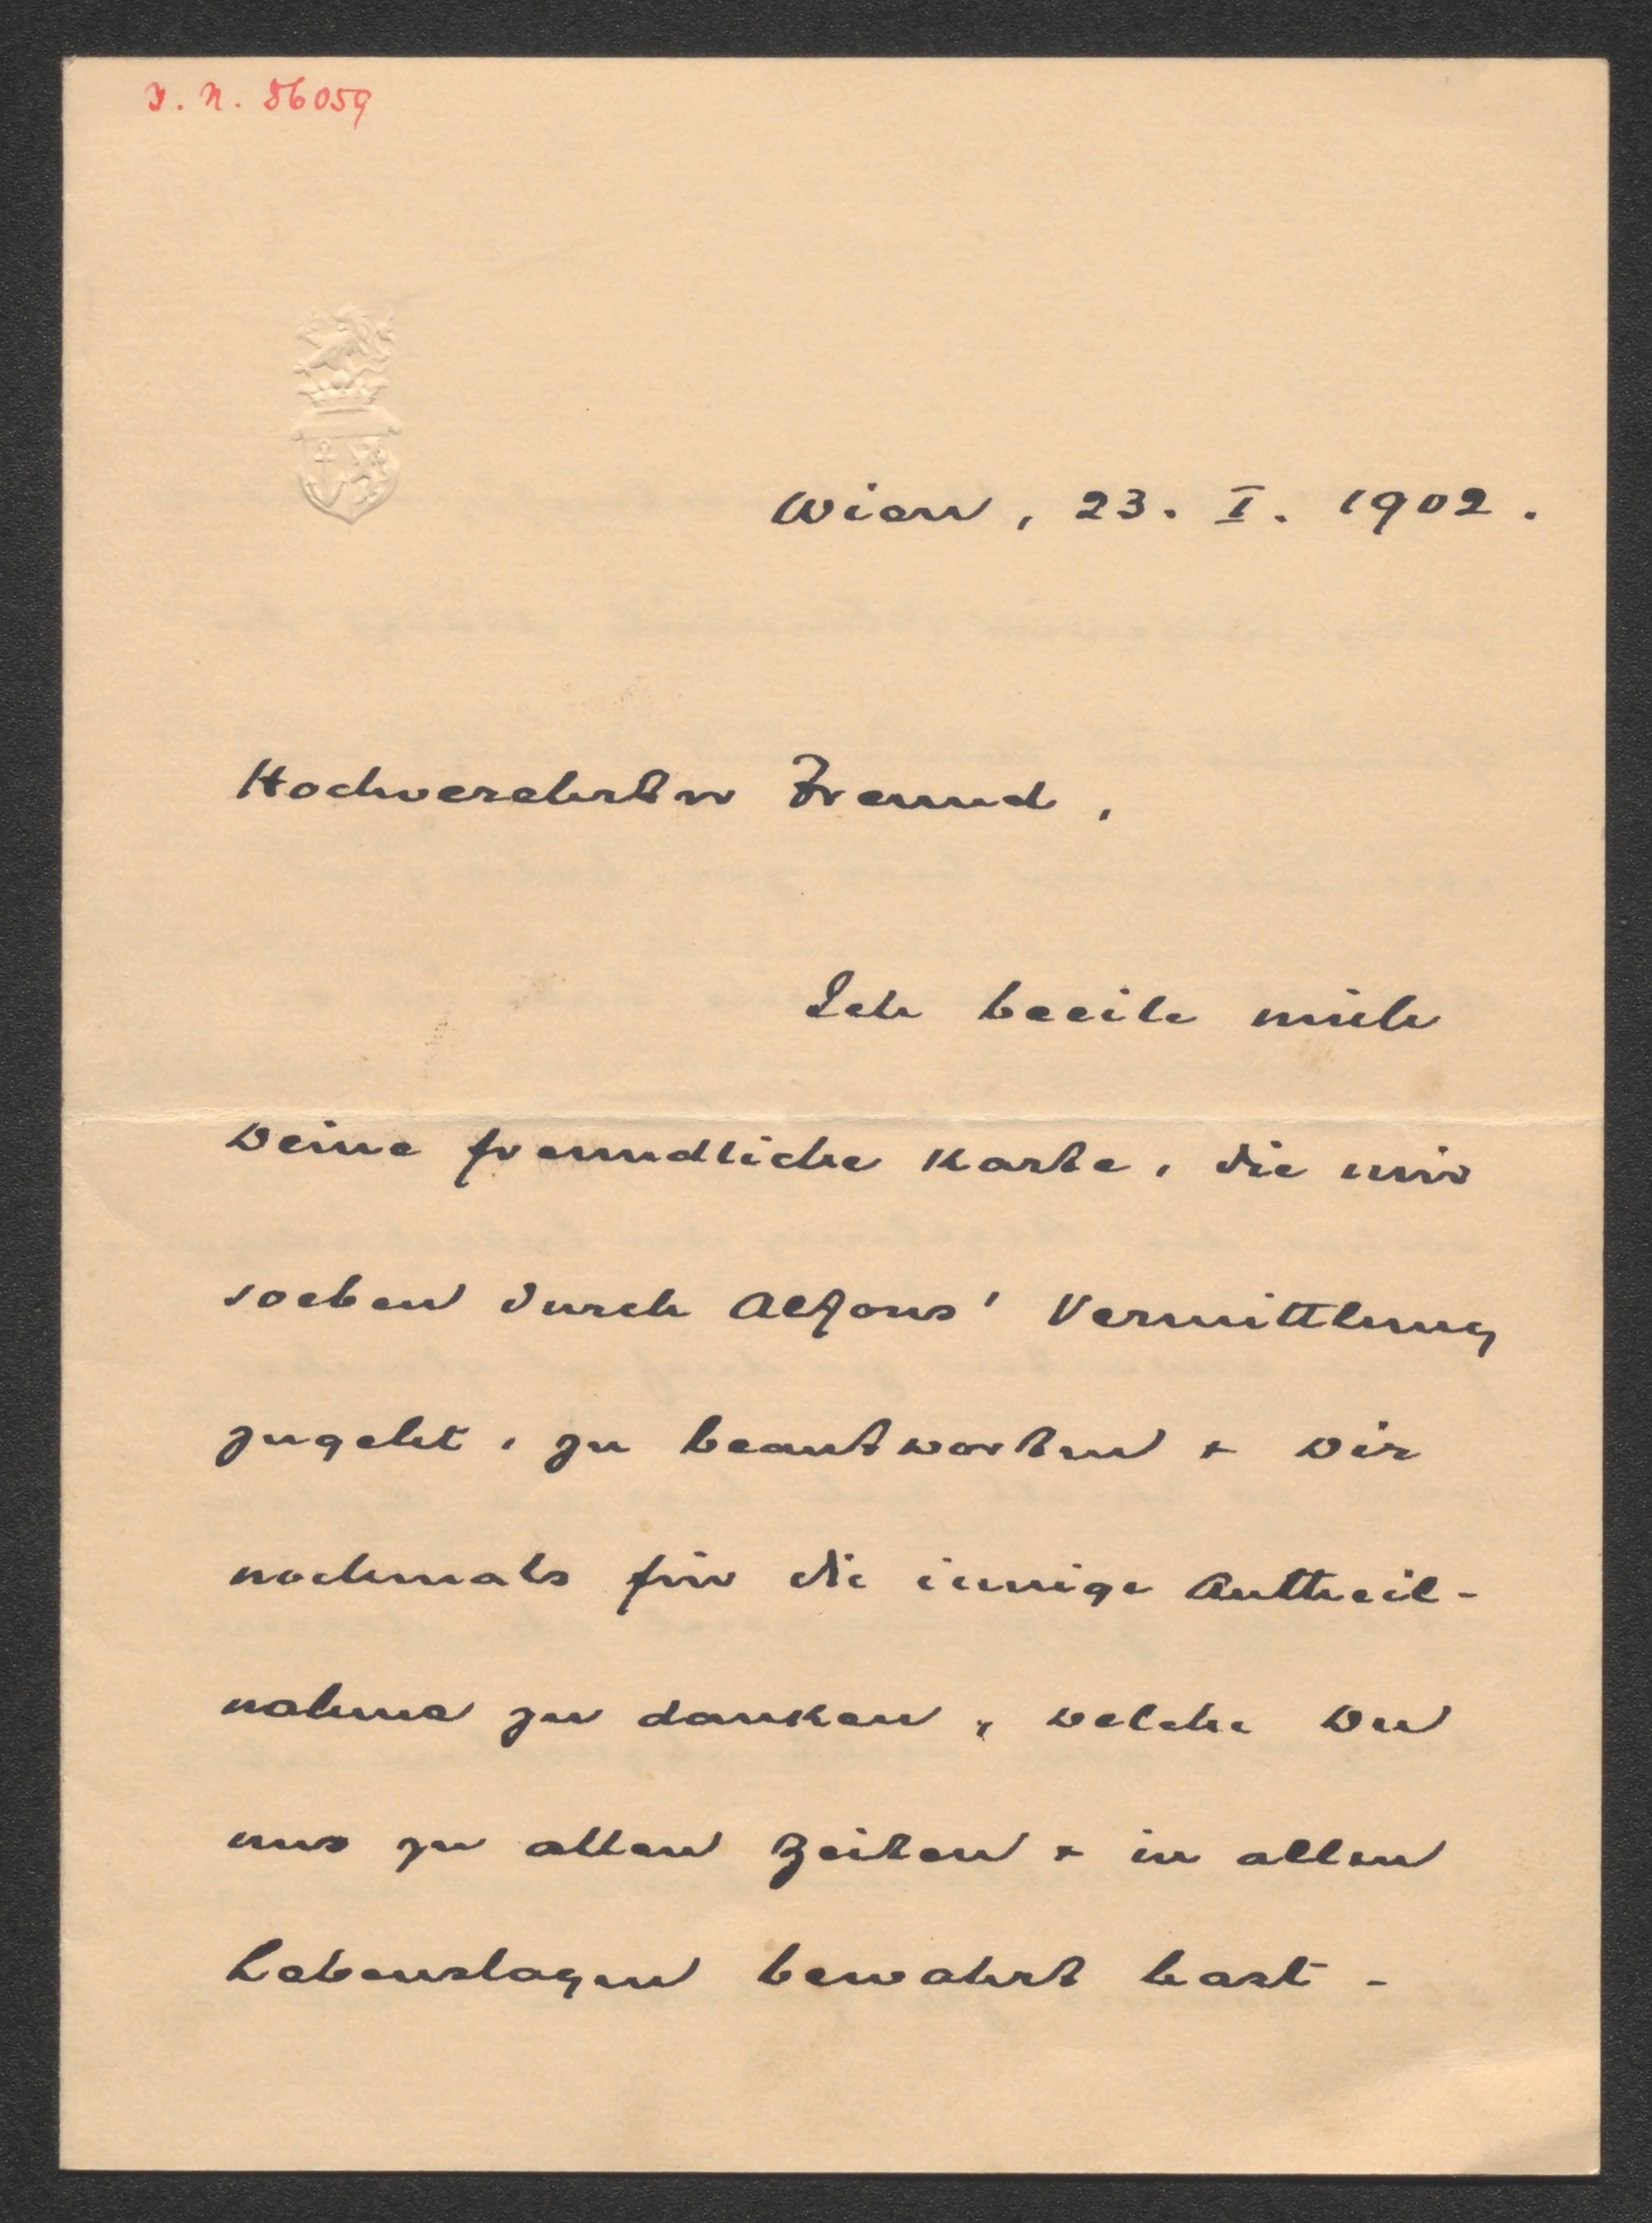 J. N. 56059
Wien, 23. I. 1902.
Hochverehrter Freund,
Ich beeile mich
Deine freundliche Karte, die mir
soeben durch Alfons' Vermittlung
zugeht, zu beantworten + Dir
nochmals für die innige Antheil-
nahme zu danken, welche Du
uns zu allen Zeiten + in allen
Lebenslagen bewahrt hast -